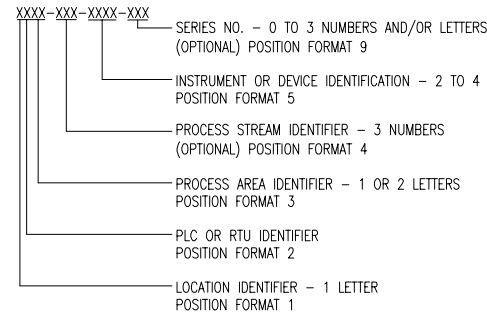 XXXX-XXX-XXXX-XXX
SERIES NO. – 0 TO 3 NUMBERS AND/OR LETTERS
(OPTIONAL) POSITION FORMAT 9
INSTRUMENT OR DEVICE IDENTIFICATION – 2 TO 4
POSITION FORMAT 5
PROCESS STREAM IDENTIFIER – 3 NUMBERS
(OPTIONAL) POSITION FORMAT 4
PROCESS AREA IDENTIFIER – 1 OR 2 LETTERS
POSITION FORMAT 3
PLC OR RTU IDENTIFIER
POSITION FORMAT 2
LOCATION IDENTIFIER – 1 LETTER
POSITION FORMAT 1